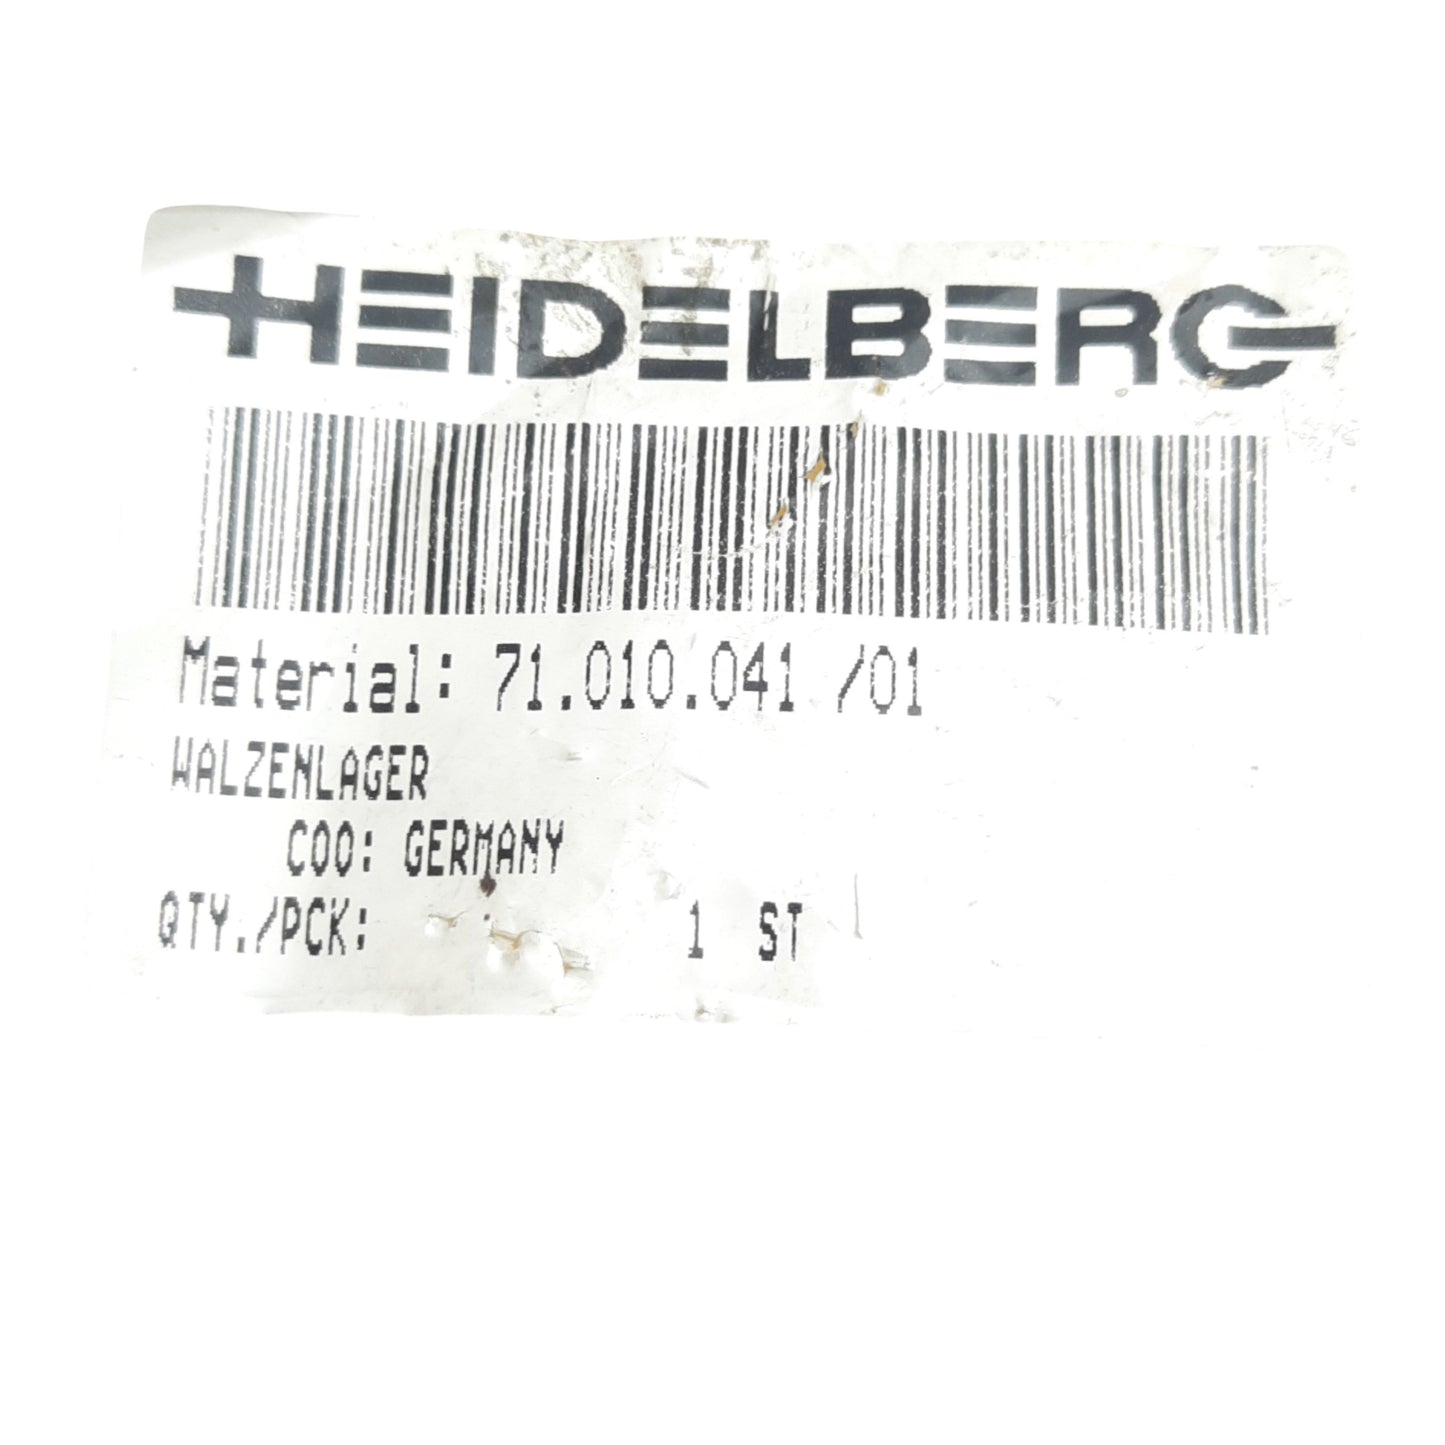 HEIDELBERG
Material: 71.010.041 /01
WALZENLAGER
COO: GERMANY
QTY./PCK: 1 ST